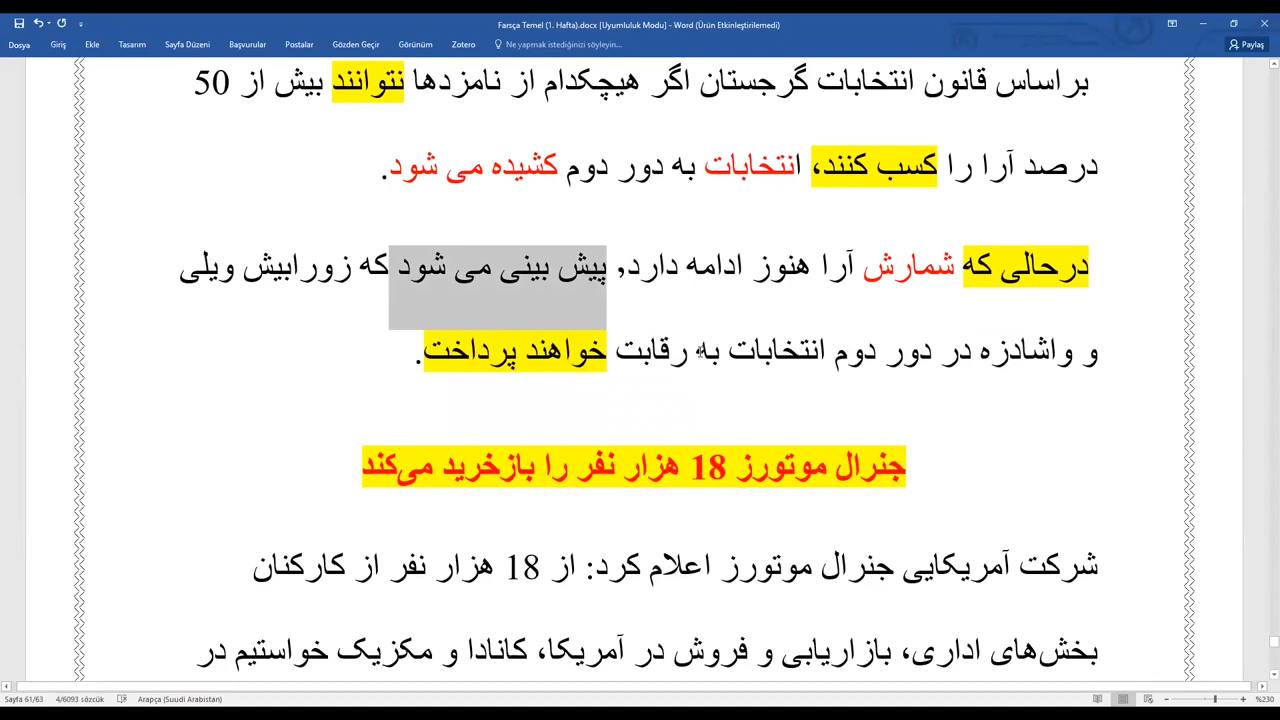 Farsça Temel (1. Hafta).docx [Uyumluluk Modu] - Word (Ürün Etkinleştirilemedi)
Dosya Giriş Ekle Tasarım Sayfa Düzeni Başvurular Postalar Gözden Geçir Görünüm Zotero Ne yapmak istediğinizi söyleyin... Paylaş
براساس قانون انتخابات گرجستان اگر هیچکدام از نامزدها نتوانند بیش از 50
درصد آرا را کسب کنند، انتخابات به دور دوم کشیده می شود.
درحالی که شمارش آرا هنوز ادامه دارد, پیش بینی می شود که زورابیش ویلی
و واشادزه در دور دوم انتخابات به رقابت خواهند پرداخت.
جنرال موتورز 18 هزار نفر را بازخرید می‌کند
شرکت آمریکایی جنرال موتورز اعلام کرد: از 18 هزار نفر از کارکنان
بخش‌های اداری، بازاریابی و فروش در آمریکا، کانادا و مکزیک خواستیم در
Sayfa 61/63 4/6093 sözcük Arapça (Suudi Arabistan) %230